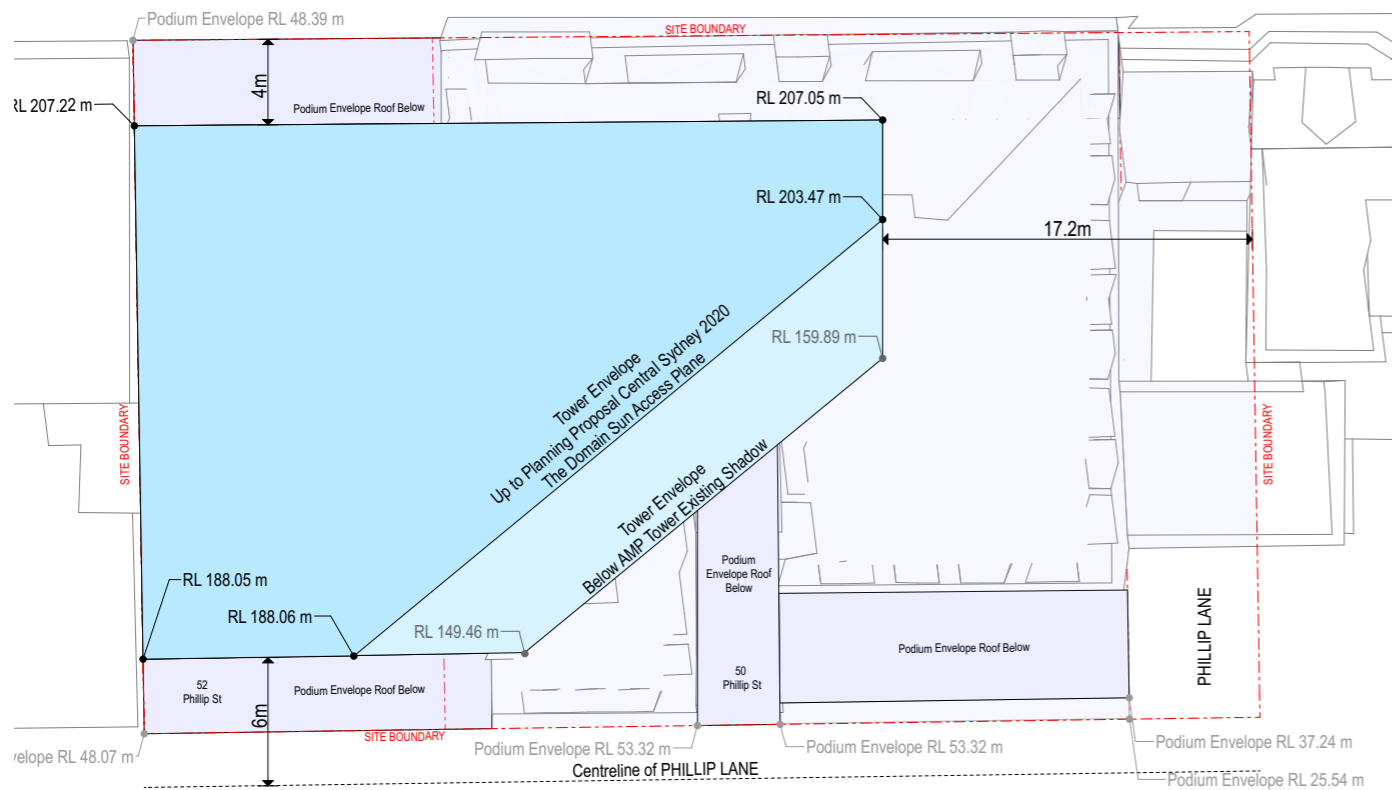 Podium Envelope RL 48.39 m
SITE BOUNDARY
4m
RL 207.22 m
Podium Envelope Roof Below
RL 207.05 m
RL 203.47 m
17.2m
Tower Envelope
Up to Planning Proposal Central Sydney 2020
The Domain Sun Access Plane
RL 159.89 m
SITE BOUNDARY
SITE BOUNDARY
Tower Envelope
Below AMP Tower Existing Shadow
RL 188.05 m
RL 188.06 m
RL 149.46 m
Podium
Envelope Roof
Below
50
Phillip St
Podium Envelope Roof Below
PHILLIP LANE
52
Phillip St
Podium Envelope Roof Below
6m
SITE BOUNDARY
velope RL 48.07 m
Podium Envelope RL 53.32 m
Podium Envelope RL 53.32 m
Podium Envelope RL 37.24 m
Centreline of PHILLIP LANE
Podium Envelope RL 25.54 m